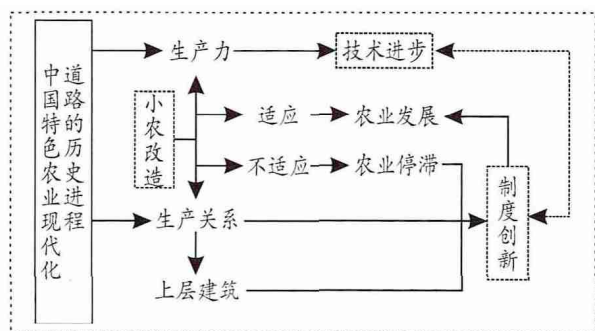 中国特色农业现代化
道路的历史进程
生产力
技术进步
小农改造
适应
农业发展
不适应
农业停滞
制度创新
生产关系
上层建筑